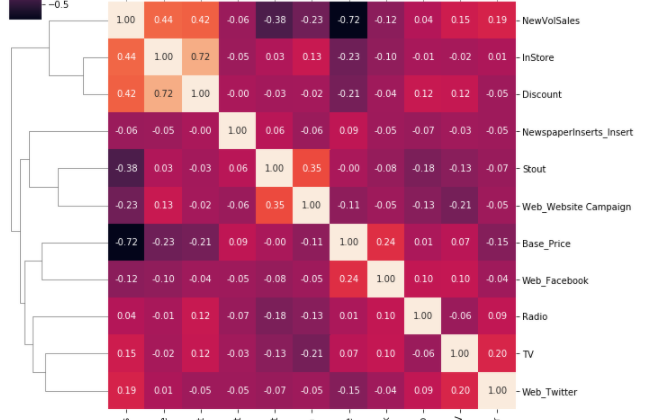 -0.5
1.00 0.44 0.42 -0.06 -0.38 -0.23 -0.72 -0.12 0.04 0.15 0.19 NewVolSales
0.44 1.00 0.72 -0.05 0.03 0.13 -0.23 -0.10 -0.01 -0.02 0.01 InStore
0.42 0.72 1.00 -0.00 -0.03 -0.02 -0.21 -0.04 0.12 0.12 -0.05 Discount
-0.06 -0.05 -0.00 1.00 0.06 -0.06 0.09 -0.05 -0.07 -0.03 -0.05 NewspaperInserts_Insert
-0.38 0.03 -0.03 0.06 1.00 0.35 -0.00 -0.08 -0.18 -0.13 -0.07 Stout
-0.23 0.13 -0.02 -0.06 0.35 1.00 -0.11 -0.05 -0.13 -0.21 -0.05 Web_Website Campaign
-0.72 -0.23 -0.21 0.09 -0.00 -0.11 1.00 0.24 0.01 0.07 -0.15 Base_Price
-0.12 -0.10 -0.04 -0.05 -0.08 -0.05 0.24 1.00 0.10 0.10 -0.04 Web_Facebook
0.04 -0.01 0.12 -0.07 -0.18 -0.13 0.01 0.10 1.00 -0.06 0.09 Radio
0.15 -0.02 0.12 -0.03 -0.13 -0.21 0.07 0.10 -0.06 1.00 0.20 TV
0.19 0.01 -0.05 -0.05 -0.07 -0.05 -0.15 -0.04 0.09 0.20 1.00 Web_Twitter